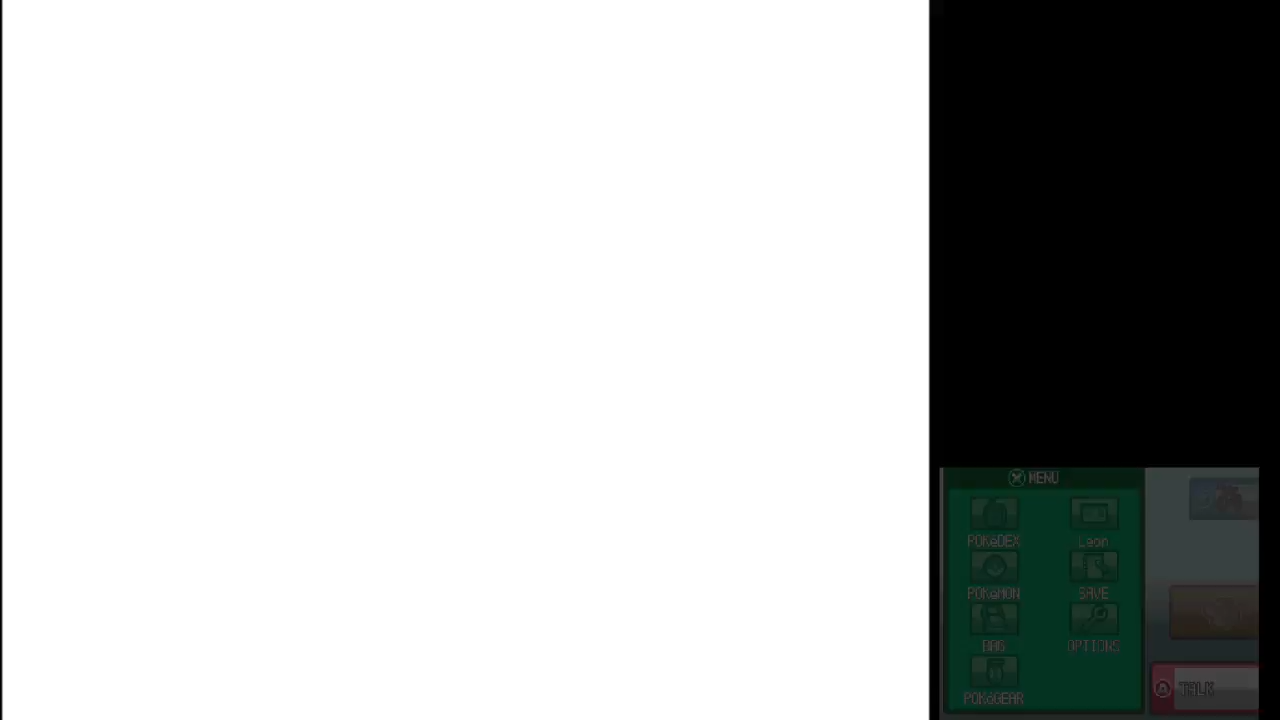 MENU
POKéDEX
Leon
POKéMON
SAVE
BAG
OPTIONS
POKéGEAR
A TALK